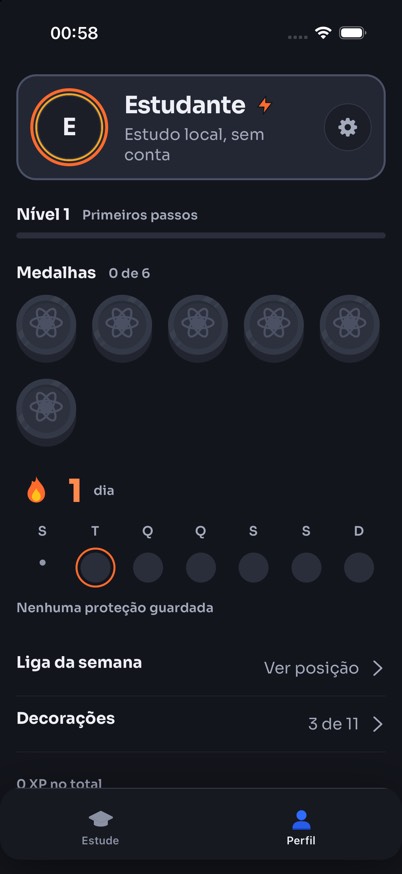 00:58
E
Estudante
Estudo local, sem
conta
Nível 1 Primeiros passos
Medalhas 0 de 6
1 dia
S T Q Q S S D
Nenhuma proteção guardada
Liga da semana Ver posição
Decorações 3 de 11
0 XP no total
Estude Perfil